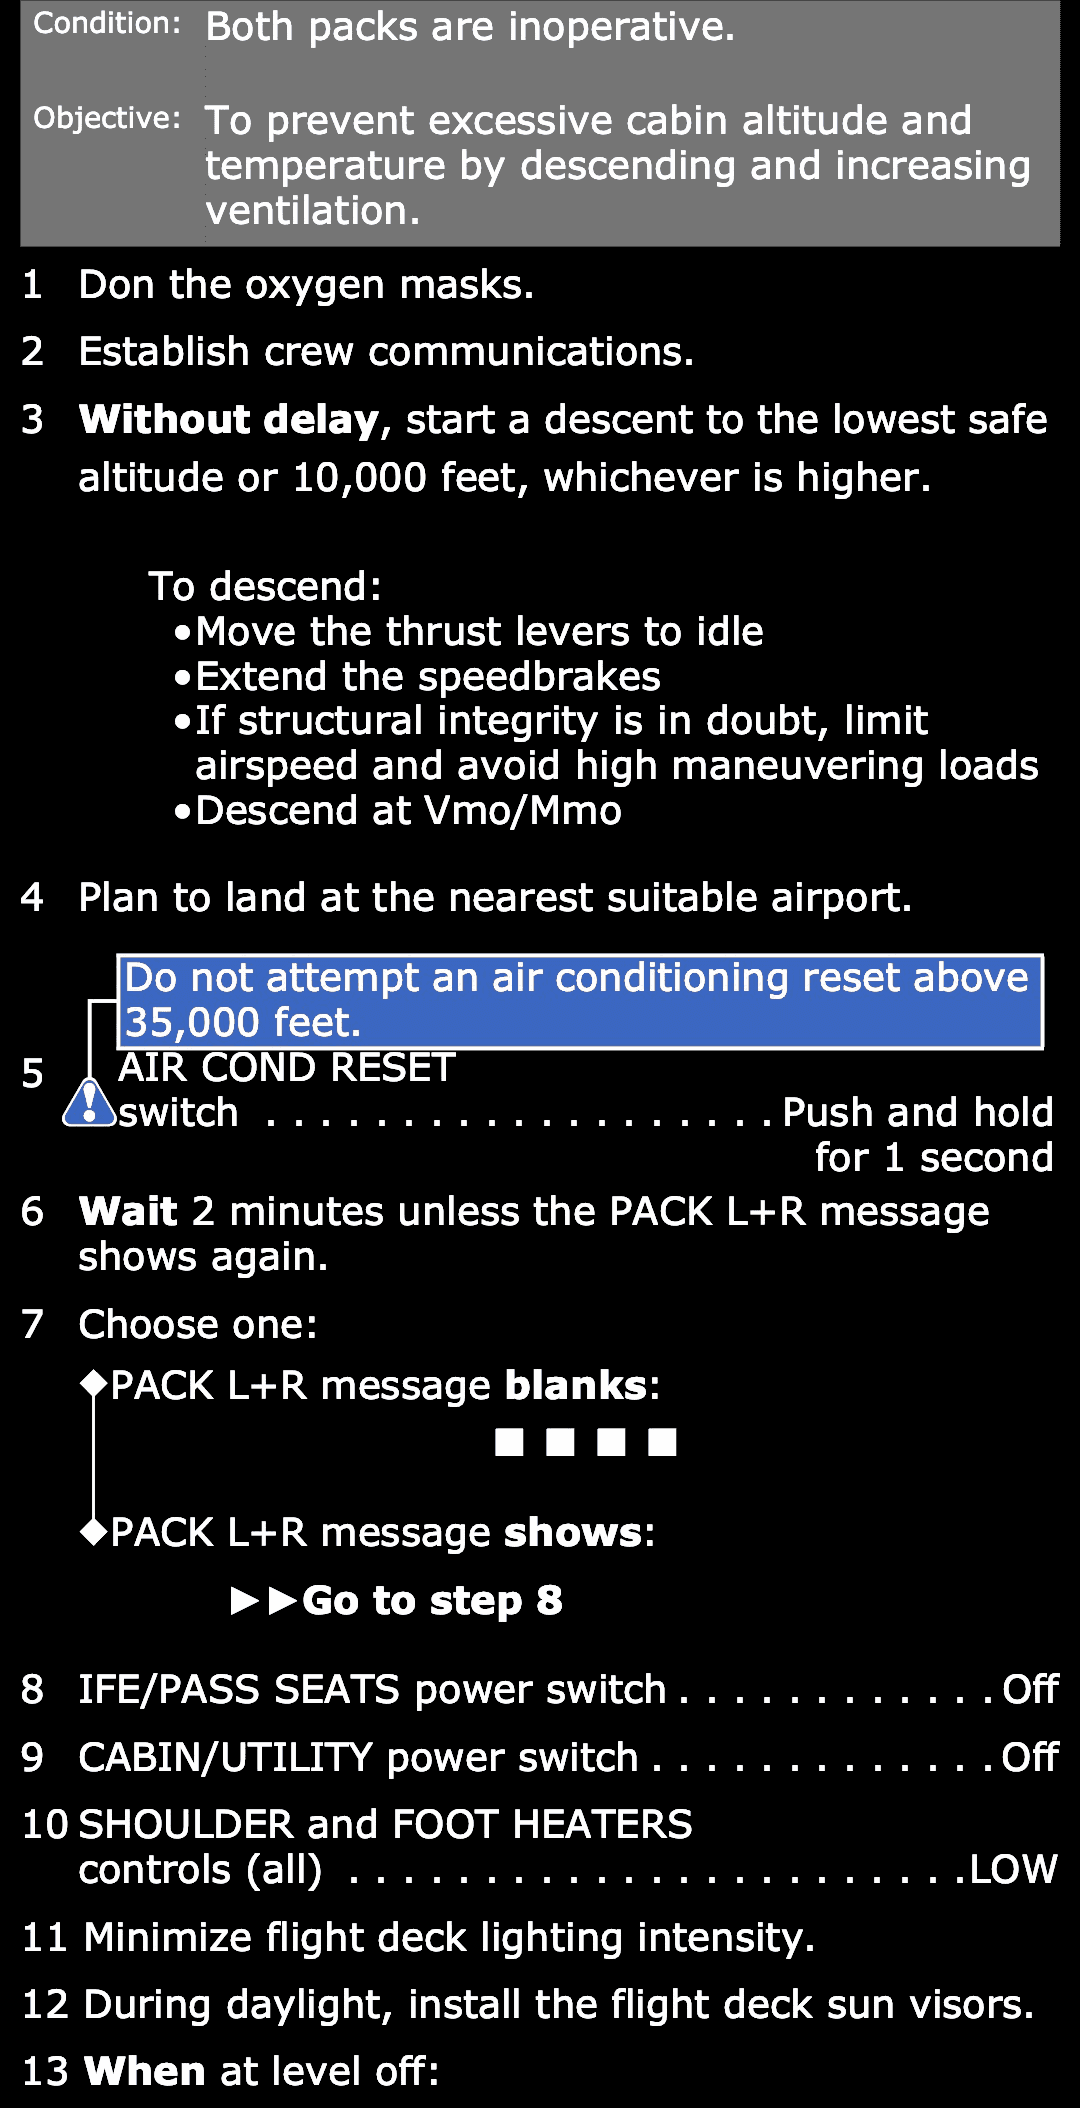 Condition: Both packs are inoperative.
Objective: To prevent excessive cabin altitude and
temperature by descending and increasing
ventilation.
1 Don the oxygen masks.
2 Establish crew communications.
3 Without delay, start a descent to the lowest safe
altitude or 10,000 feet, whichever is higher.
To descend:
•Move the thrust levers to idle
•Extend the speedbrakes
•If structural integrity is in doubt, limit
airspeed and avoid high maneuvering loads
•Descend at Vmo/Mmo
4 Plan to land at the nearest suitable airport.
Do not attempt an air conditioning reset above
35,000 feet.
5 AIR COND RESET
switch . . . . . . . . . . . . . . . . . . . Push and hold
for 1 second
6 Wait 2 minutes unless the PACK L+R message
shows again.
7 Choose one:
◆PACK L+R message blanks:
■ ■ ■ ■
◆PACK L+R message shows:
►►Go to step 8
8 IFE/PASS SEATS power switch . . . . . . . . . . . . Off
9 CABIN/UTILITY power switch . . . . . . . . . . . . . Off
10 SHOULDER and FOOT HEATERS
controls (all) . . . . . . . . . . . . . . . . . . . . . . . LOW
11 Minimize flight deck lighting intensity.
12 During daylight, install the flight deck sun visors.
13 When at level off: